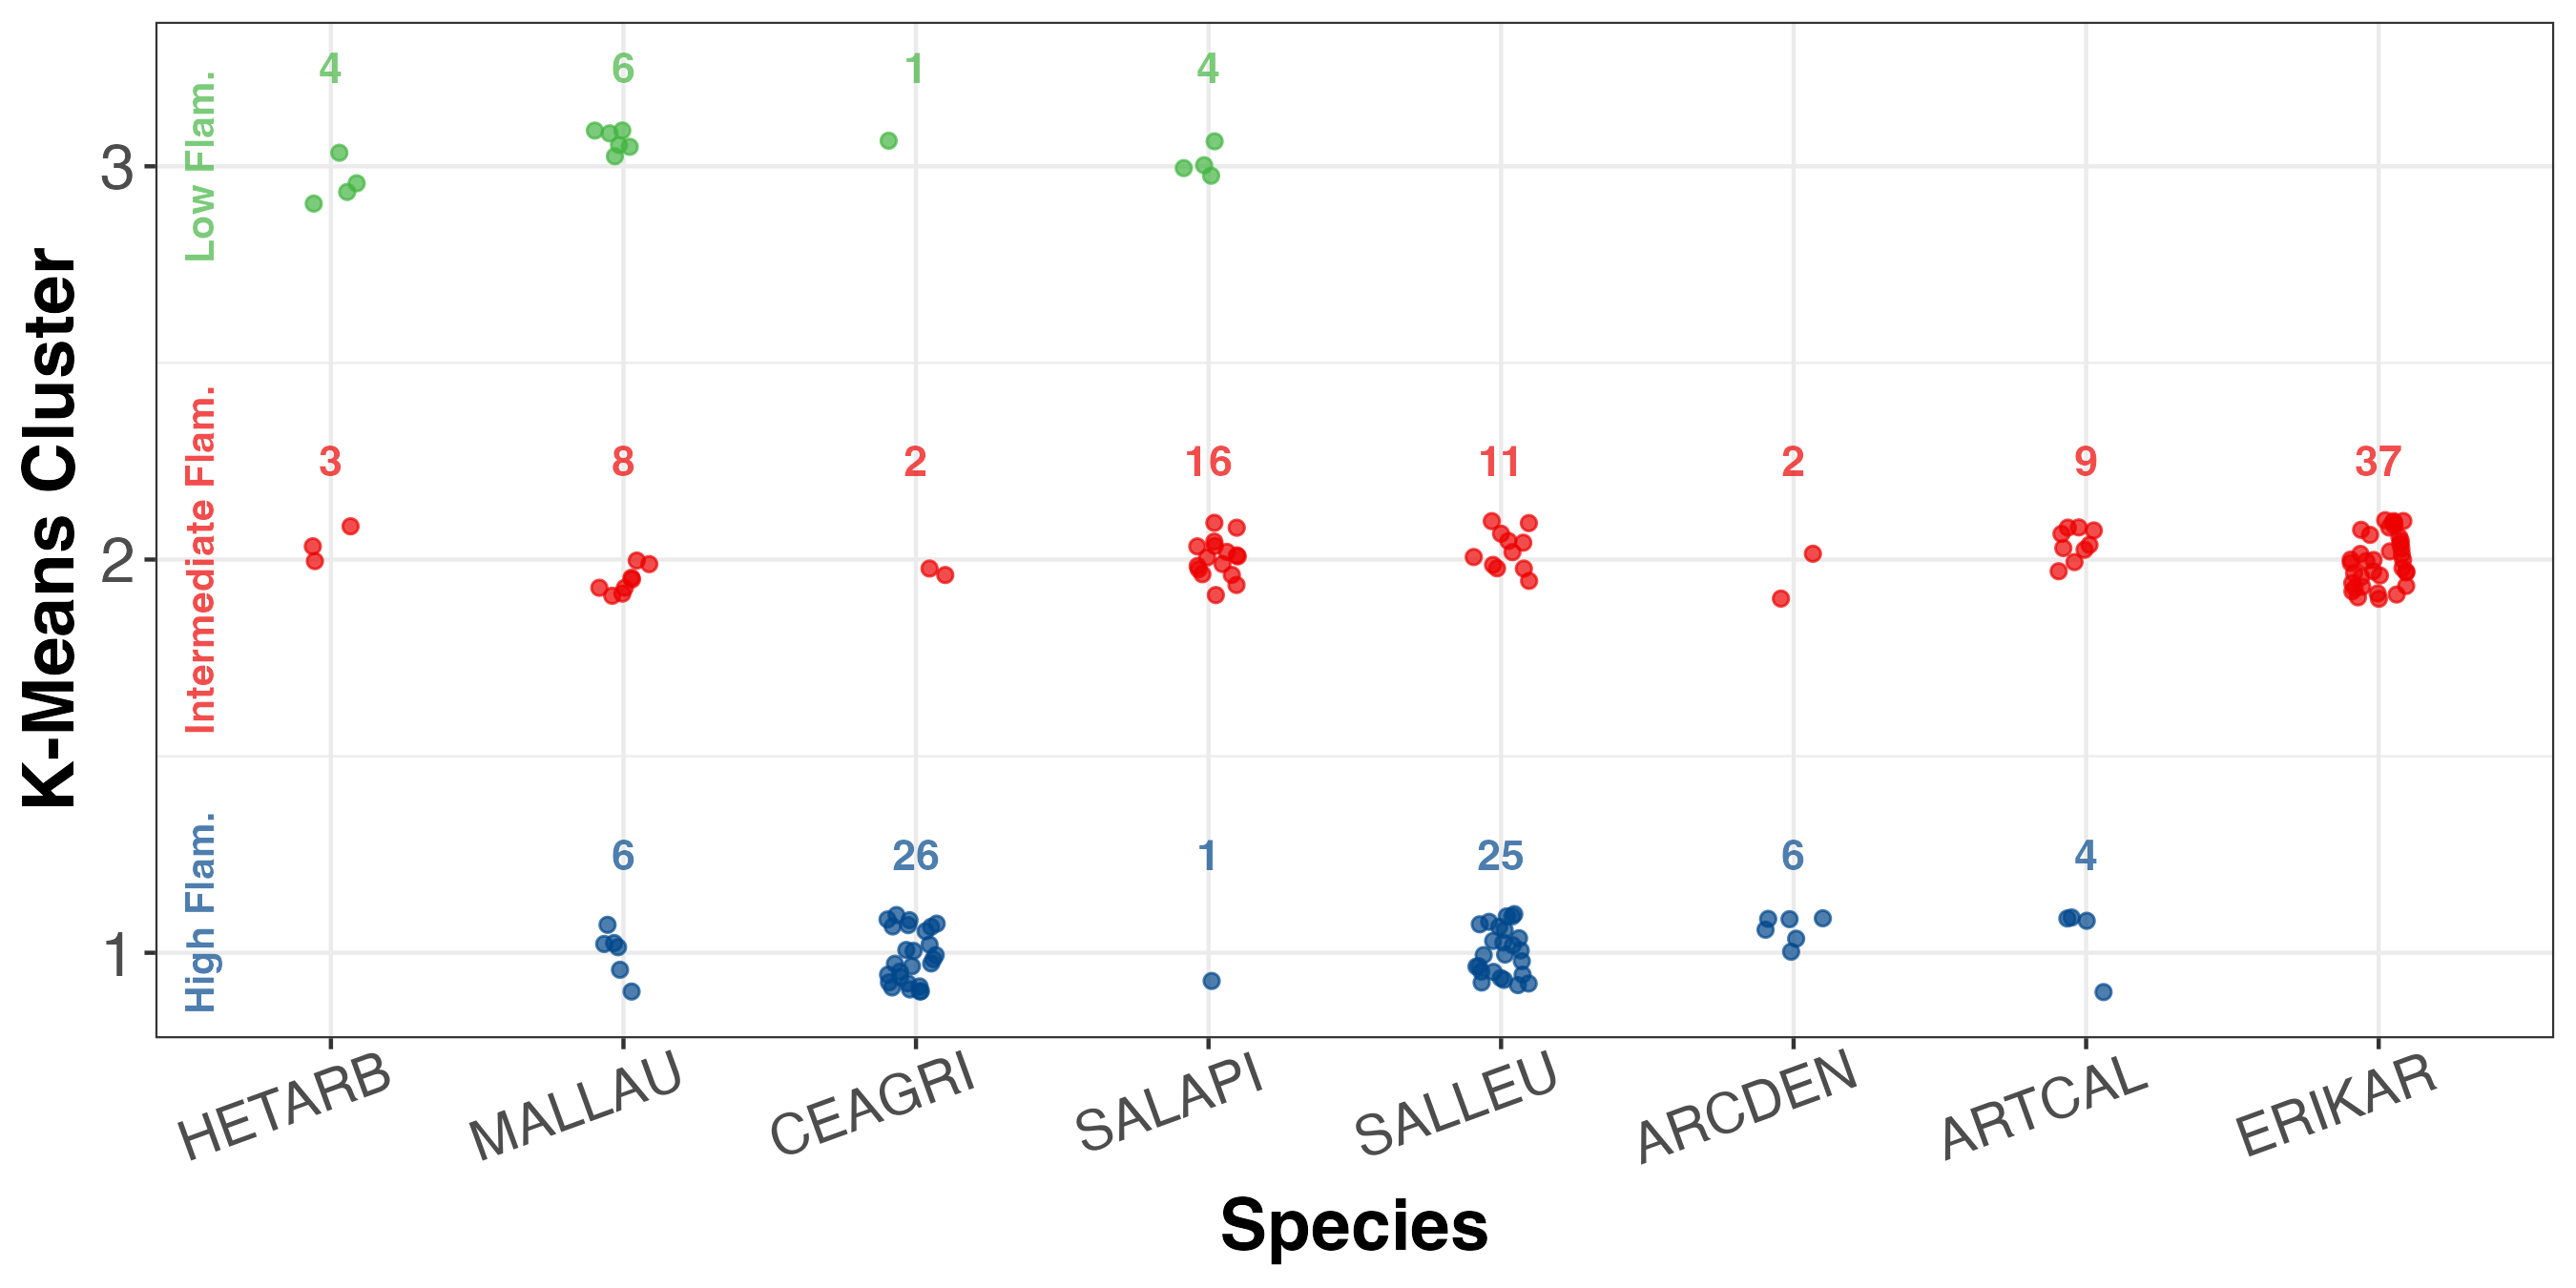 4 6 1 4
Low Flam.
3
3 8 2 16 11 2 9 37
Intermediate Flam.
2
6 26 1 25 6 4
High Flam.
1
K-Means Cluster
HETARB MALLAU CEAGRI SALAPI SALLEU ARCDEN ARTCAL ERIKAR
Species